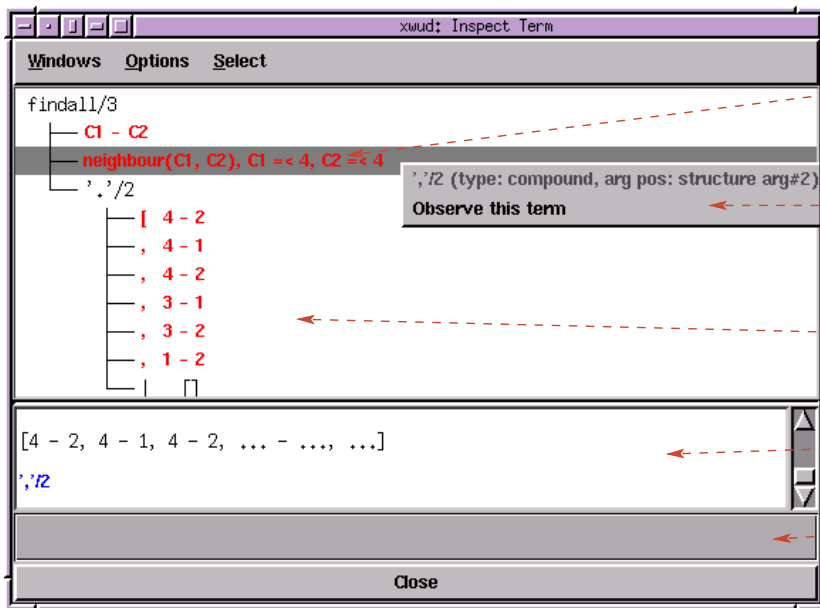 xwud: Inspect Term
Windows Options Select
findall/3
C1 - C2
neighbour(C1, C2), C1 =< 4, C2 =< 4
'.'/2
','/2 (type: compound, arg pos: structure arg#2)
Observe this term
[ 4 - 2
, 4 - 1
, 4 - 2
, 3 - 1
, 3 - 2
, 1 - 2
| []
[4 - 2, 4 - 1, 4 - 2, ... - ..., ...]
','/2
Close